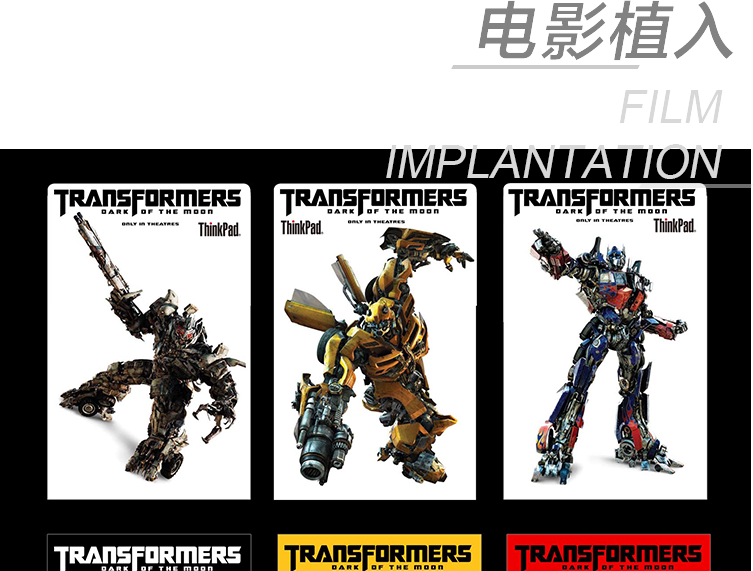 电影植入
FILM
IMPLANTATION
TRANSFORMERS
DARK OF THE MOON
ONLY IN THEATRES
ThinkPad
TRANSFORMERS
DARK OF THE MOON
ONLY IN THEATRES
ThinkPad
TRANSFORMERS
DARK OF THE MOON
ONLY IN THEATRES
ThinkPad
TRANSFORMERS
DARK OF THE MOON
TRANSFORMERS
DARK OF THE MOON
TRANSFORMERS
DARK OF THE MOON